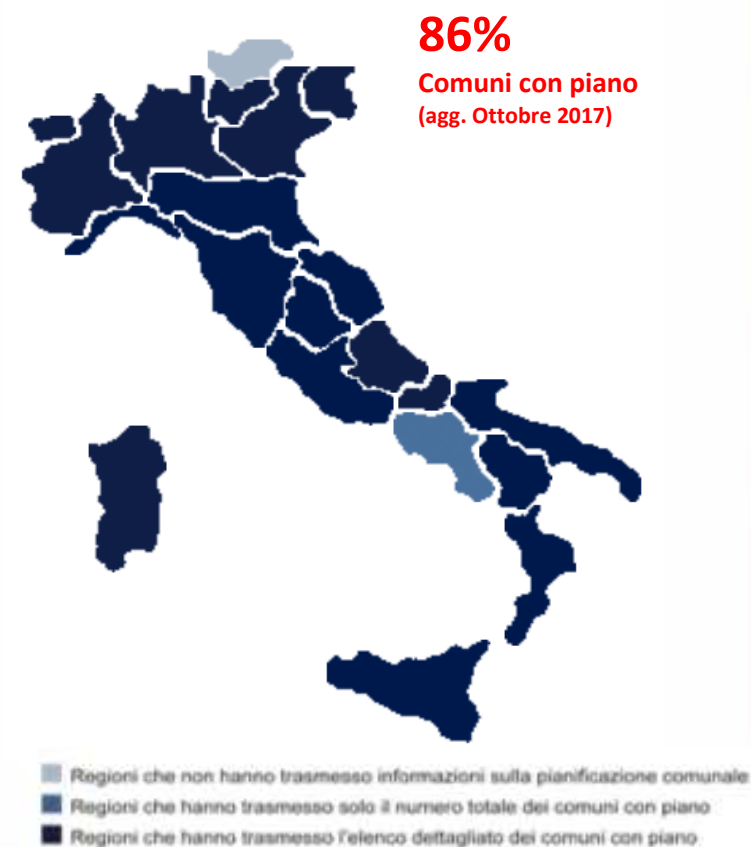 86%
Comuni con piano
(agg. Ottobre 2017)
Regioni che non hanno trasmesso informazioni sulla pianificazione comunale
Regioni che hanno trasmesso solo il numero totale dei comuni con piano
Regioni che hanno trasmesso l'elenco dettagliato dei comuni con piano